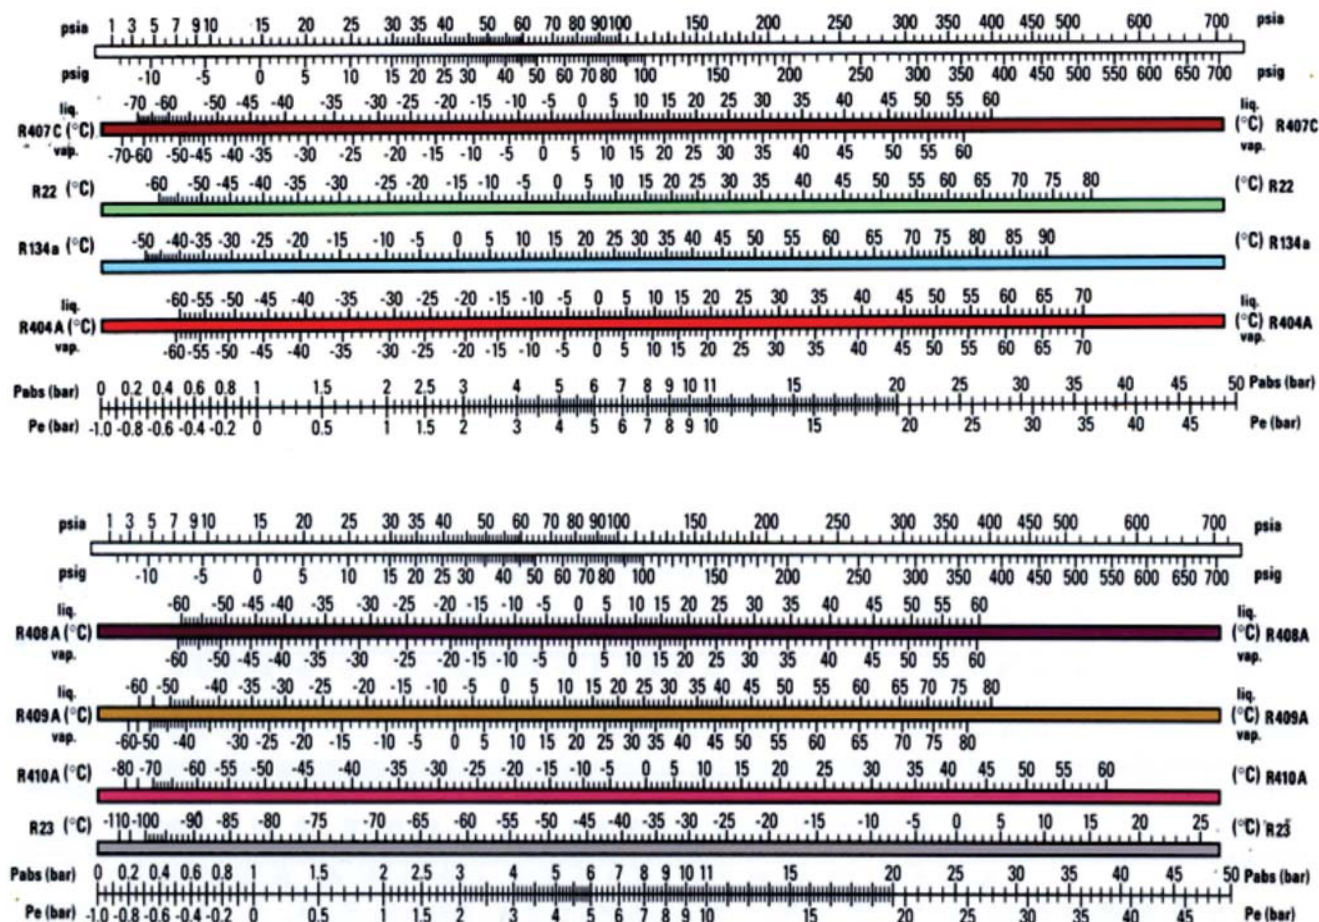 psia 1 3 5 7 9 10 15 20 25 30 35 40 50 60 70 80 90 100 150 200 250 300 350 400 450 500 600 700 psia
psig -10 -5 0 5 10 15 20 25 30 40 50 60 70 80 100 150 200 250 300 350 400 450 500 550 600 650 700 psig
liq. -70 -60 -50 -45 -40 -35 -30 -25 -20 -15 -10 -5 0 5 10 15 20 25 30 35 40 45 50 55 60 liq.
R407C (°C) (°C) R407C
vap. -70 -60 -50 -45 -40 -35 -30 -25 -20 -15 -10 -5 0 5 10 15 20 25 30 35 40 45 50 55 60 vap.
R22 (°C) -60 -50 -45 -40 -35 -30 -25 -20 -15 -10 -5 0 5 10 15 20 25 30 35 40 45 50 55 60 65 70 75 80 (°C) R22
R134a (°C) -50 -40 -35 -30 -25 -20 -15 -10 -5 0 5 10 15 20 25 30 35 40 45 50 55 60 65 70 75 80 85 90 (°C) R134a
liq. -60 -55 -50 -45 -40 -35 -30 -25 -20 -15 -10 -5 0 5 10 15 20 25 30 35 40 45 50 55 60 65 70 liq.
R404A (°C) (°C) R404A
vap. -60 -55 -50 -45 -40 -35 -30 -25 -20 -15 -10 -5 0 5 10 15 20 25 30 35 40 45 50 55 60 65 70 vap.
Pabs (bar) 0 0.2 0.4 0.6 0.8 1 1.5 2 2.5 3 4 5 6 7 8 9 10 11 15 20 25 30 35 40 45 50 Pabs (bar)
Pe (bar) -1.0 -0.8 -0.6 -0.4 -0.2 0 0.5 1 1.5 2 3 4 5 6 7 8 9 10 15 20 25 30 35 40 45 Pe (bar)
psia 1 3 5 7 9 10 15 20 25 30 35 40 50 60 70 80 90 100 150 200 250 300 350 400 450 500 600 700 psia
psig -10 -5 0 5 10 15 20 25 30 40 50 60 70 80 100 150 200 250 300 350 400 450 500 550 600 650 700 psig
liq. -60 -50 -45 -40 -35 -30 -25 -20 -15 -10 -5 0 5 10 15 20 25 30 35 40 45 50 55 60 liq.
R408A (°C) (°C) R408A
vap. -60 -50 -45 -40 -35 -30 -25 -20 -15 -10 -5 0 5 10 15 20 25 30 35 40 45 50 55 60 vap.
liq. -60 -50 -40 -35 -30 -25 -20 -15 -10 -5 0 5 10 15 20 25 30 35 40 45 50 55 60 65 70 75 80 liq.
R409A (°C) (°C) R409A
vap. -60 -50 -40 -30 -25 -20 -15 -10 -5 0 5 10 15 20 25 30 35 40 45 50 55 60 65 70 75 80 vap.
R410A (°C) -80 -70 -60 -55 -50 -45 -40 -35 -30 -25 -20 -15 -10 -5 0 5 10 15 20 25 30 35 40 45 50 55 60 (°C) R410A
R23 (°C) -110 -100 -90 -85 -80 -75 -70 -65 -60 -55 -50 -45 -40 -35 -30 -25 -20 -15 -10 -5 0 5 10 15 20 25 (°C) R23
Pabs (bar) 0 0.2 0.4 0.6 0.8 1 1.5 2 2.5 3 4 5 6 7 8 9 10 11 15 20 25 30 35 40 45 50 Pabs (bar)
Pe (bar) -1.0 -0.8 -0.6 -0.4 -0.2 0 0.5 1 1.5 2 3 4 5 6 7 8 9 10 15 20 25 30 35 40 45 Pe (bar)